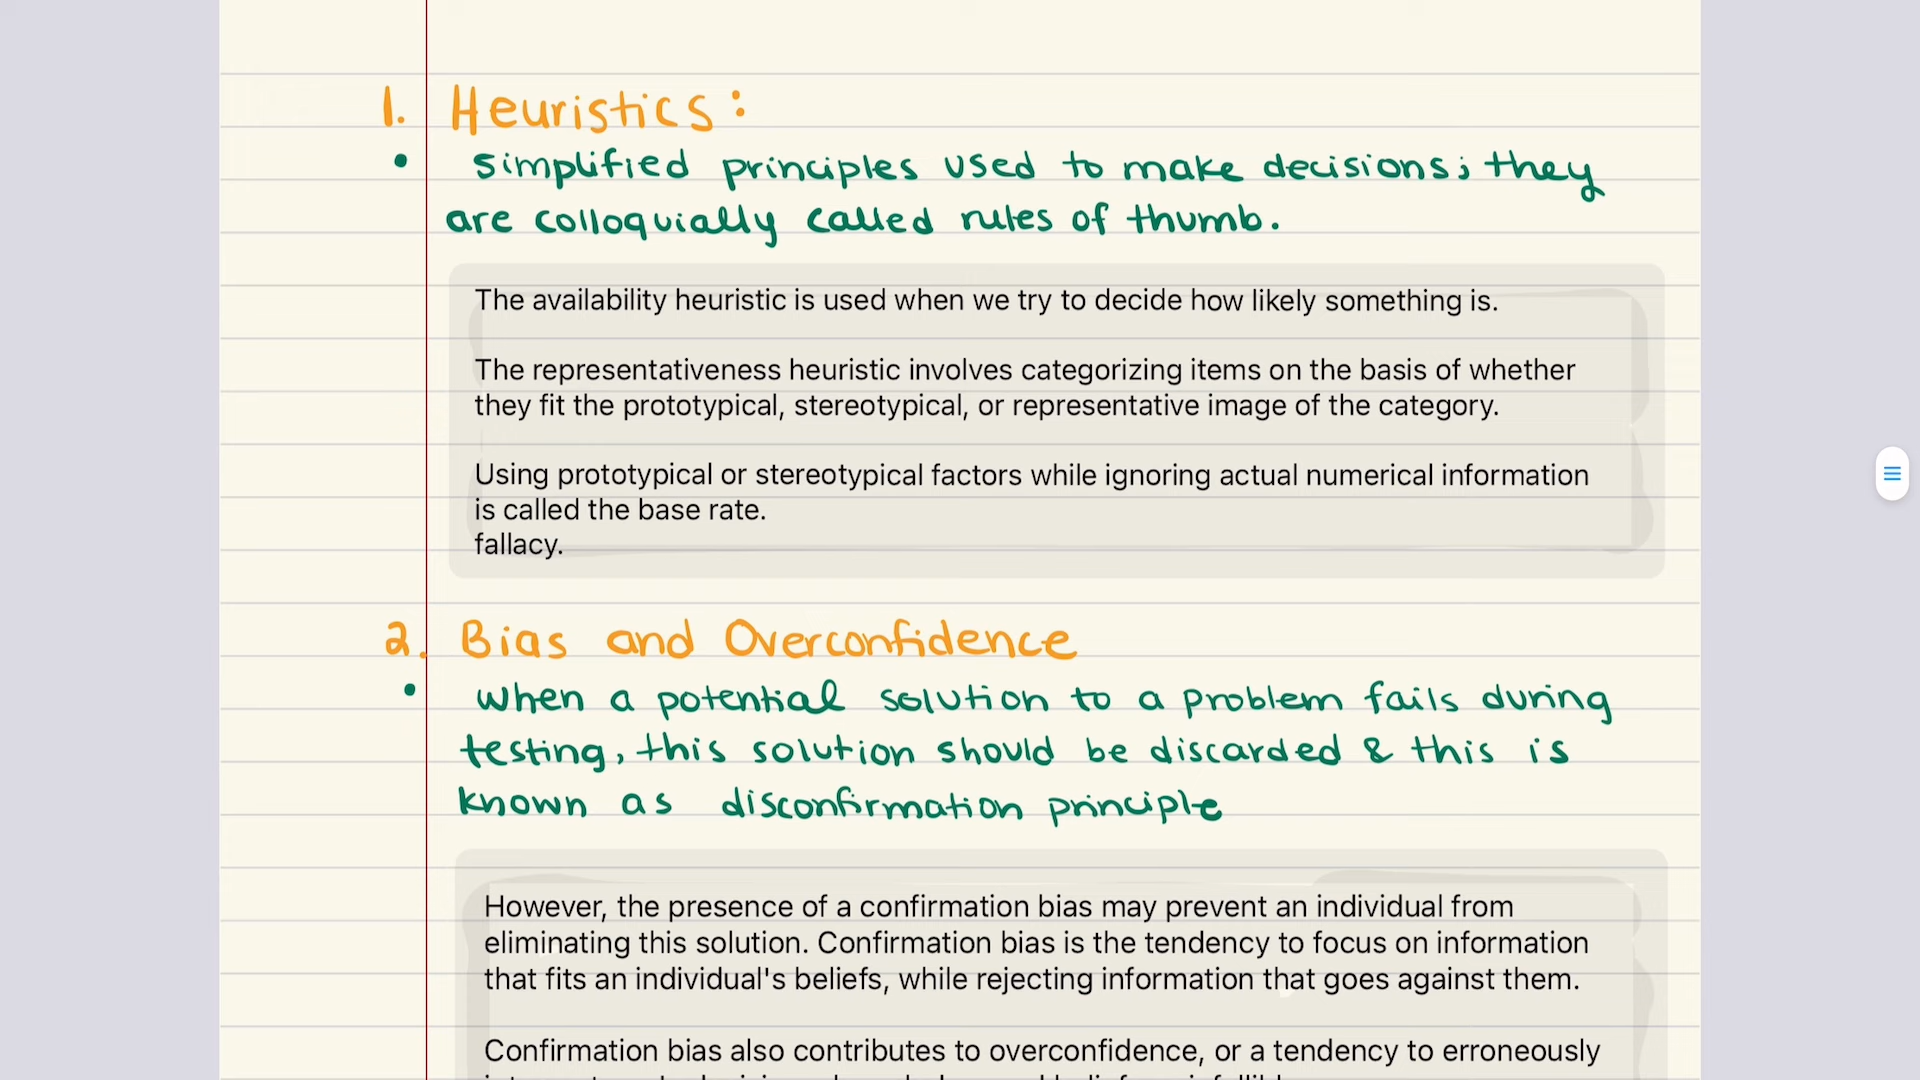 1. Heuristics:
• simplified principles used to make decisions; they
are colloquially called rules of thumb.
The availability heuristic is used when we try to decide how likely something is.
The representativeness heuristic involves categorizing items on the basis of whether
they fit the prototypical, stereotypical, or representative image of the category.
Using prototypical or stereotypical factors while ignoring actual numerical information
is called the base rate.
fallacy.
2. Bias and Overconfidence
• When a potential solution to a problem fails during
testing, this solution should be discarded & this is
known as disconfirmation principle
However, the presence of a confirmation bias may prevent an individual from
eliminating this solution. Confirmation bias is the tendency to focus on information
that fits an individual's beliefs, while rejecting information that goes against them.
Confirmation bias also contributes to overconfidence, or a tendency to erroneously